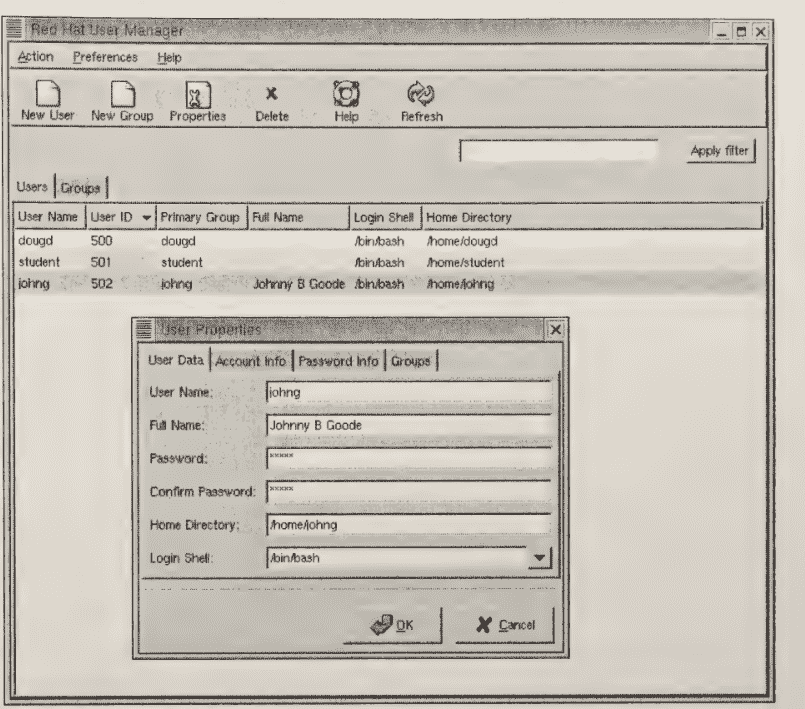 Red Hat User Manager
Action Preferences Help
New User New Group Properties Delete Help Refresh
Apply filter
Users Groups
User Name User ID Primary Group Full Name Login Shell Home Directory
dougd 500 dougd /bin/bash /home/dougd
student 501 student /bin/bash /home/student
johng 502 johng Johnny B Goode /bin/bash /home/johng
User Properties
User Data Account Info Password Info Groups
User Name: johng
Full Name: Johnny B Goode
Password: *****
Confirm Password: *****
Home Directory: /home/johng
Login Shell: /bin/bash
OK Cancel